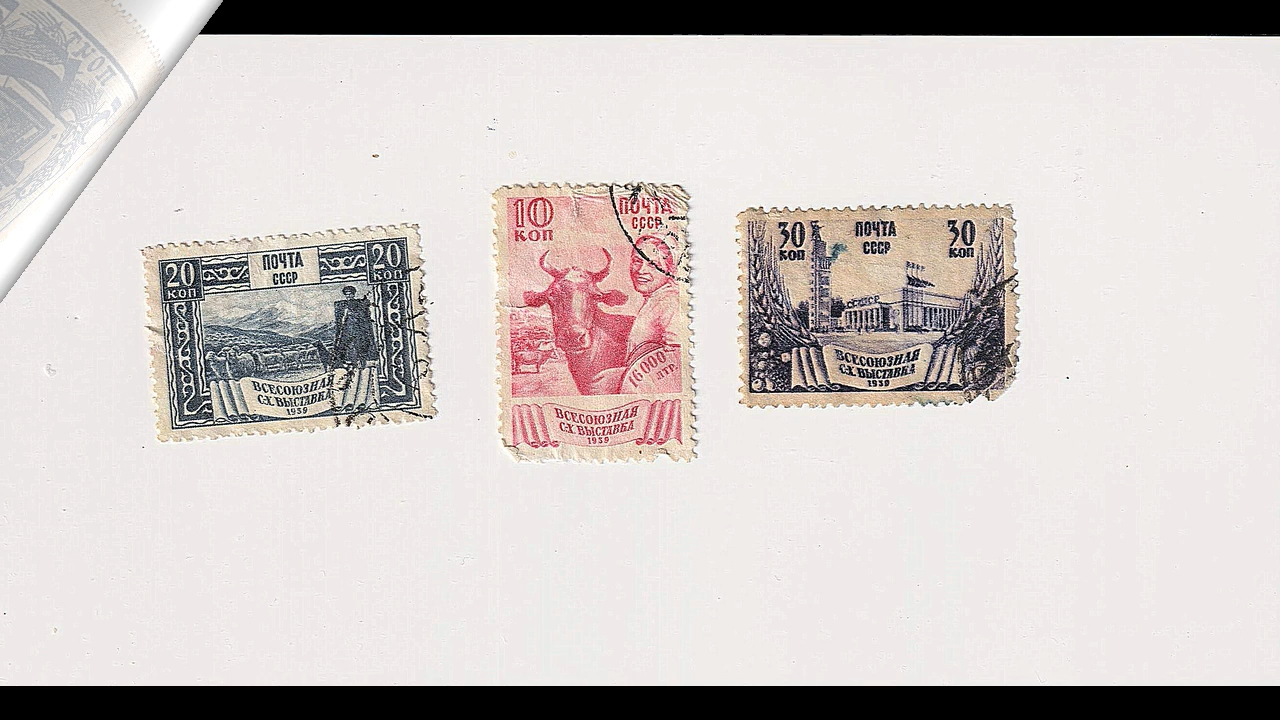 20
КОП
ПОЧТА
СССР
20
КОП
ВСЕСОЮЗНАЯ
С·Х· ВЫСТАВКА
1939
10
КОП
ПОЧТА
СССР
16000
ЛТР
ВСЕСОЮЗНАЯ
С·Х ВЫСТАВКА
1939
30
КОП
ПОЧТА
СССР
30
КОП
ВСЕСОЮЗНАЯ
С·Х· ВЫСТАВКА
1939